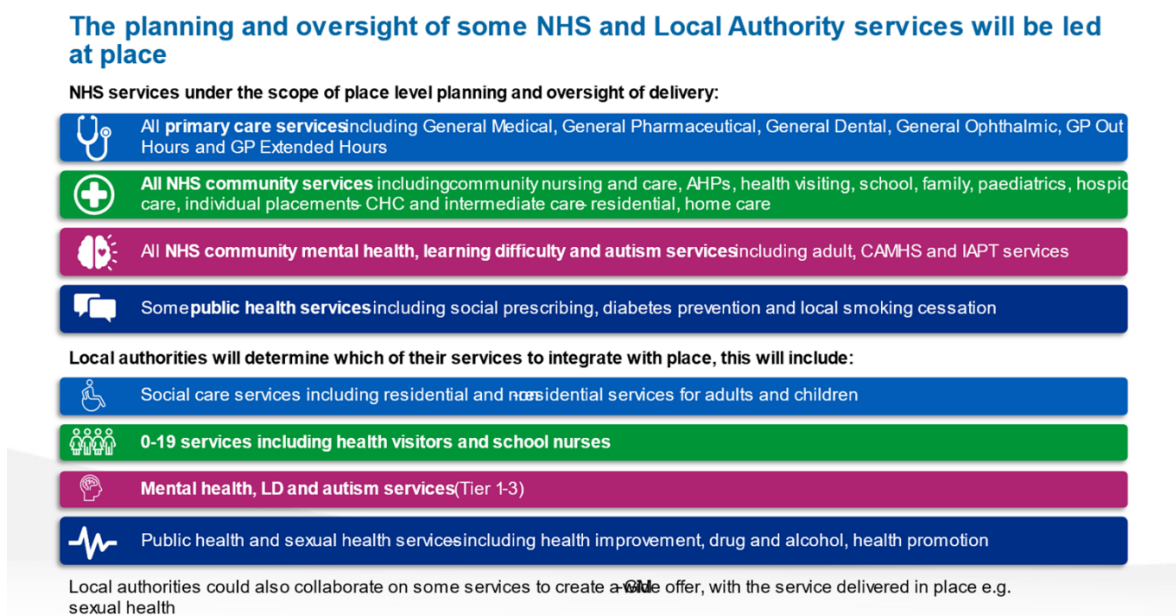 The planning and oversight of some NHS and Local Authority services will be led
at place
NHS services under the scope of place level planning and oversight of delivery:
All primary care services including General Medical, General Pharmaceutical, General Dental, General Ophthalmic, GP Out
Hours and GP Extended Hours
All NHS community services including community nursing and care, AHPs, health visiting, school, family, paediatrics, hospic
care, individual placements- CHC and intermediate care- residential, home care
All NHS community mental health, learning difficulty and autism services including adult, CAMHS and IAPT services
Some public health services including social prescribing, diabetes prevention and local smoking cessation
Local authorities will determine which of their services to integrate with place, this will include:
Social care services including residential and non-residential services for adults and children
0-19 services including health visitors and school nurses
Mental health, LD and autism services (Tier 1-3)
Public health and sexual health services including health improvement, drug and alcohol, health promotion
Local authorities could also collaborate on some services to create a GM-wide offer, with the service delivered in place e.g.
sexual health